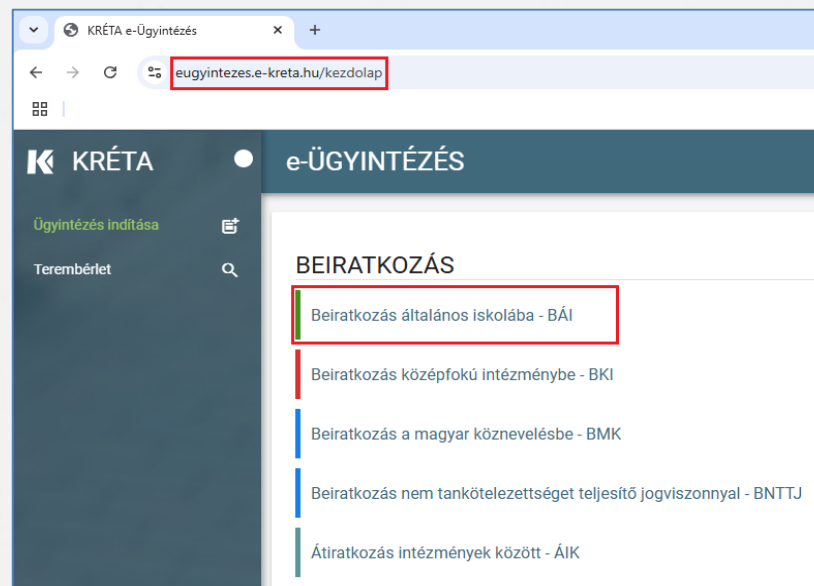 KRÉTA e-Ügyintézés
eugyintezes.e-kreta.hu/kezdolap
KRÉTA
e-ÜGYINTÉZÉS
Ügyintézés indítása
Terembérlet
BEIRATKOZÁS
Beiratkozás általános iskolába - BÁI
Beiratkozás középfokú intézménybe - BKI
Beiratkozás a magyar köznevelésbe - BMK
Beiratkozás nem tankötelezettséget teljesítő jogviszonnyal - BNTTJ
Átiratkozás intézmények között - ÁIK